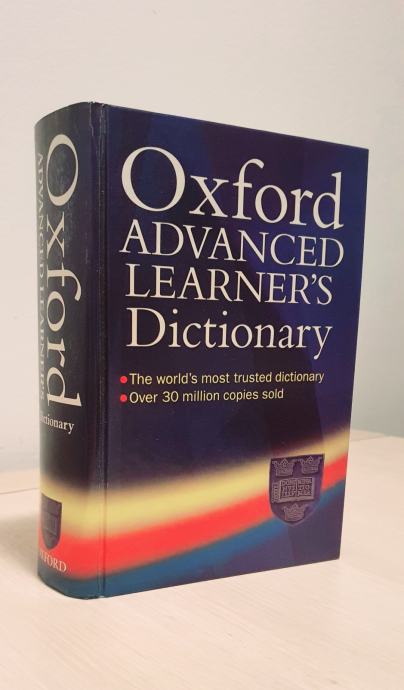 Oxford
ADVANCED
LEARNER'S
Dictionary
•The world's most trusted dictionary
•Over 30 million copies sold
Oxford
ADVANCED LEARNER'S
Dictionary
OXFORD